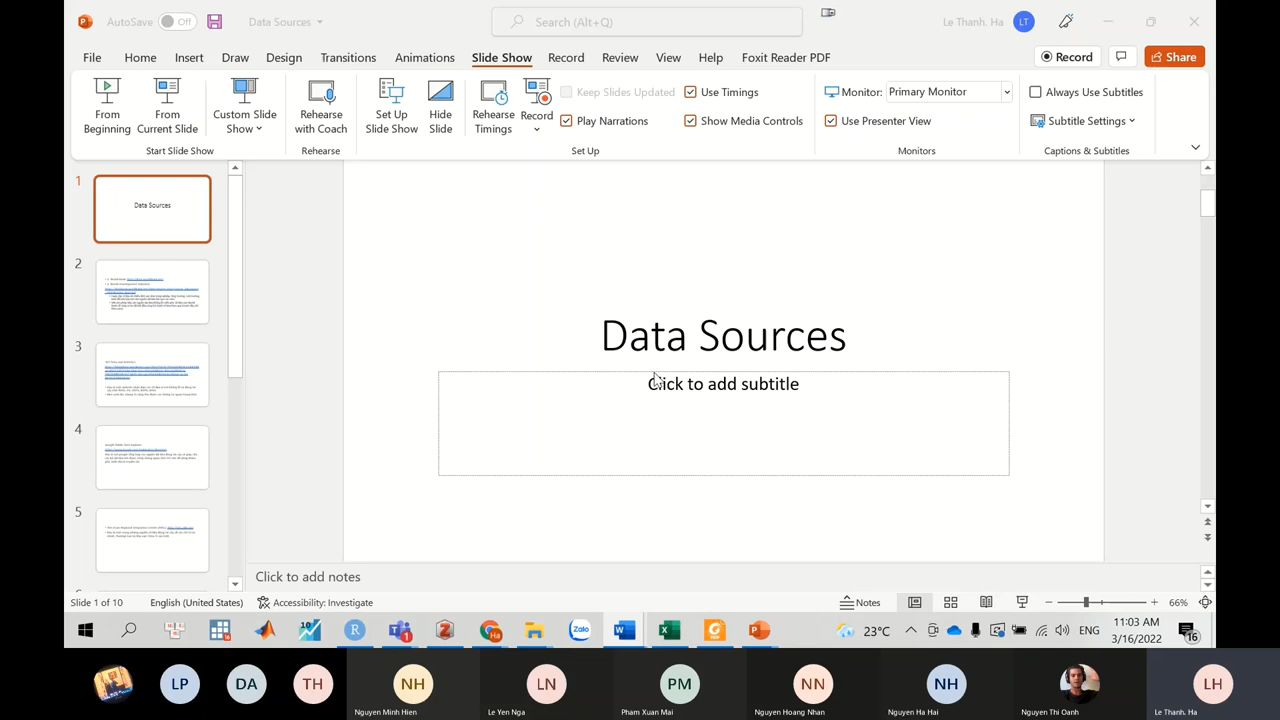 AutoSave Off
Data Sources
Search (Alt+Q)
Le Thanh. Ha
LT
File Home Insert Draw Design Transitions Animations Slide Show Record Review View Help Foxit Reader PDF
Record
Share
From Beginning
From Current Slide
Custom Slide Show
Rehearse with Coach
Set Up Slide Show
Hide Slide
Rehearse Timings
Record
Keep Slides Updated
Play Narrations
Use Timings
Show Media Controls
Monitor: Primary Monitor
Use Presenter View
Always Use Subtitles
Subtitle Settings
Start Slide Show
Rehearse
Set Up
Monitors
Captions & Subtitles
1
Data Sources
2
3
4
5
Data Sources
Click to add subtitle
Click to add notes
Slide 1 of 10
English (United States)
Accessibility: Investigate
Notes
66%
10
R
1
Ha
Zalo
23°C
ENG
11:03 AM
3/16/2022
16
LP
DA
TH
NH
Nguyen Minh Hien
LN
Le Yen Nga
PM
Pham Xuan Mai
NN
Nguyen Hoang Nhan
NH
Nguyen Ha Hai
Nguyen Thi Oanh
LH
Le Thanh. Ha